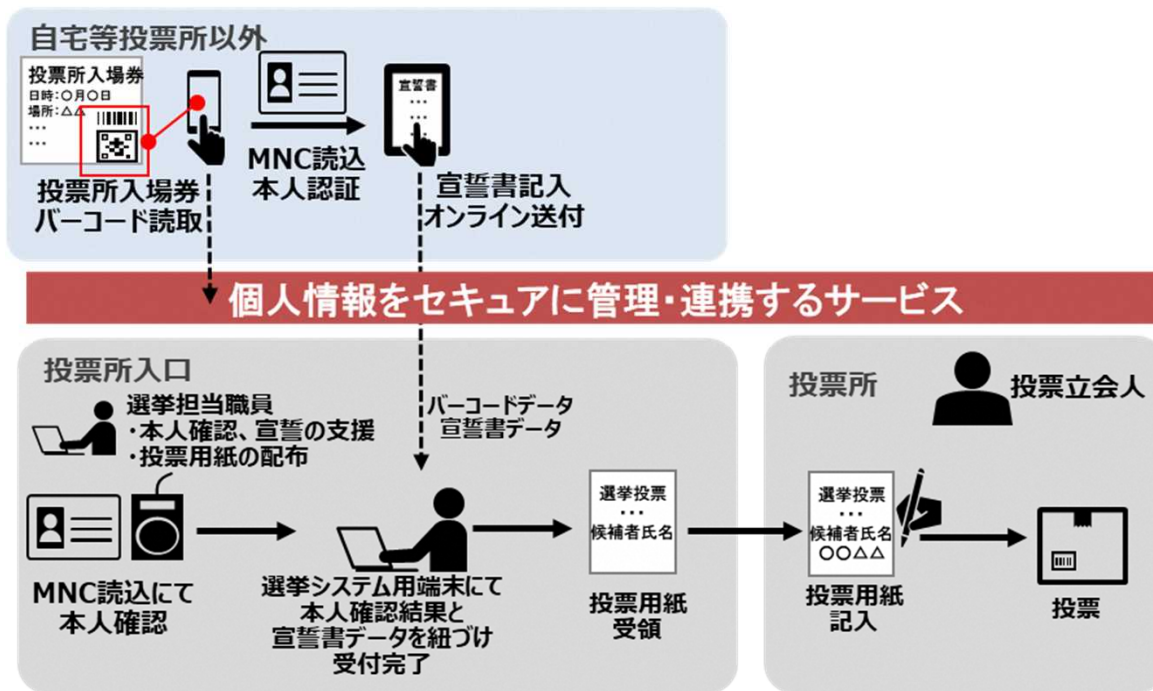 自宅等投票所以外
投票所入場券
日時:○月○日
場所:△△
…
…
投票所入場券
バーコード読取
MNC読込
本人認証
宣誓書
…
…
…
宣誓書記入
オンライン送付
個人情報をセキュアに管理・連携するサービス
投票所入口
選挙担当職員
・本人確認、宣誓の支援
・投票用紙の配布
バーコードデータ
宣誓書データ
MNC読込にて
本人確認
選挙システム用端末にて
本人確認結果と
宣誓書データを紐づけ
受付完了
選挙投票
…
候補者氏名
投票用紙
受領
投票所
投票立会人
選挙投票
…
候補者氏名
○○△△
投票用紙
記入
投票